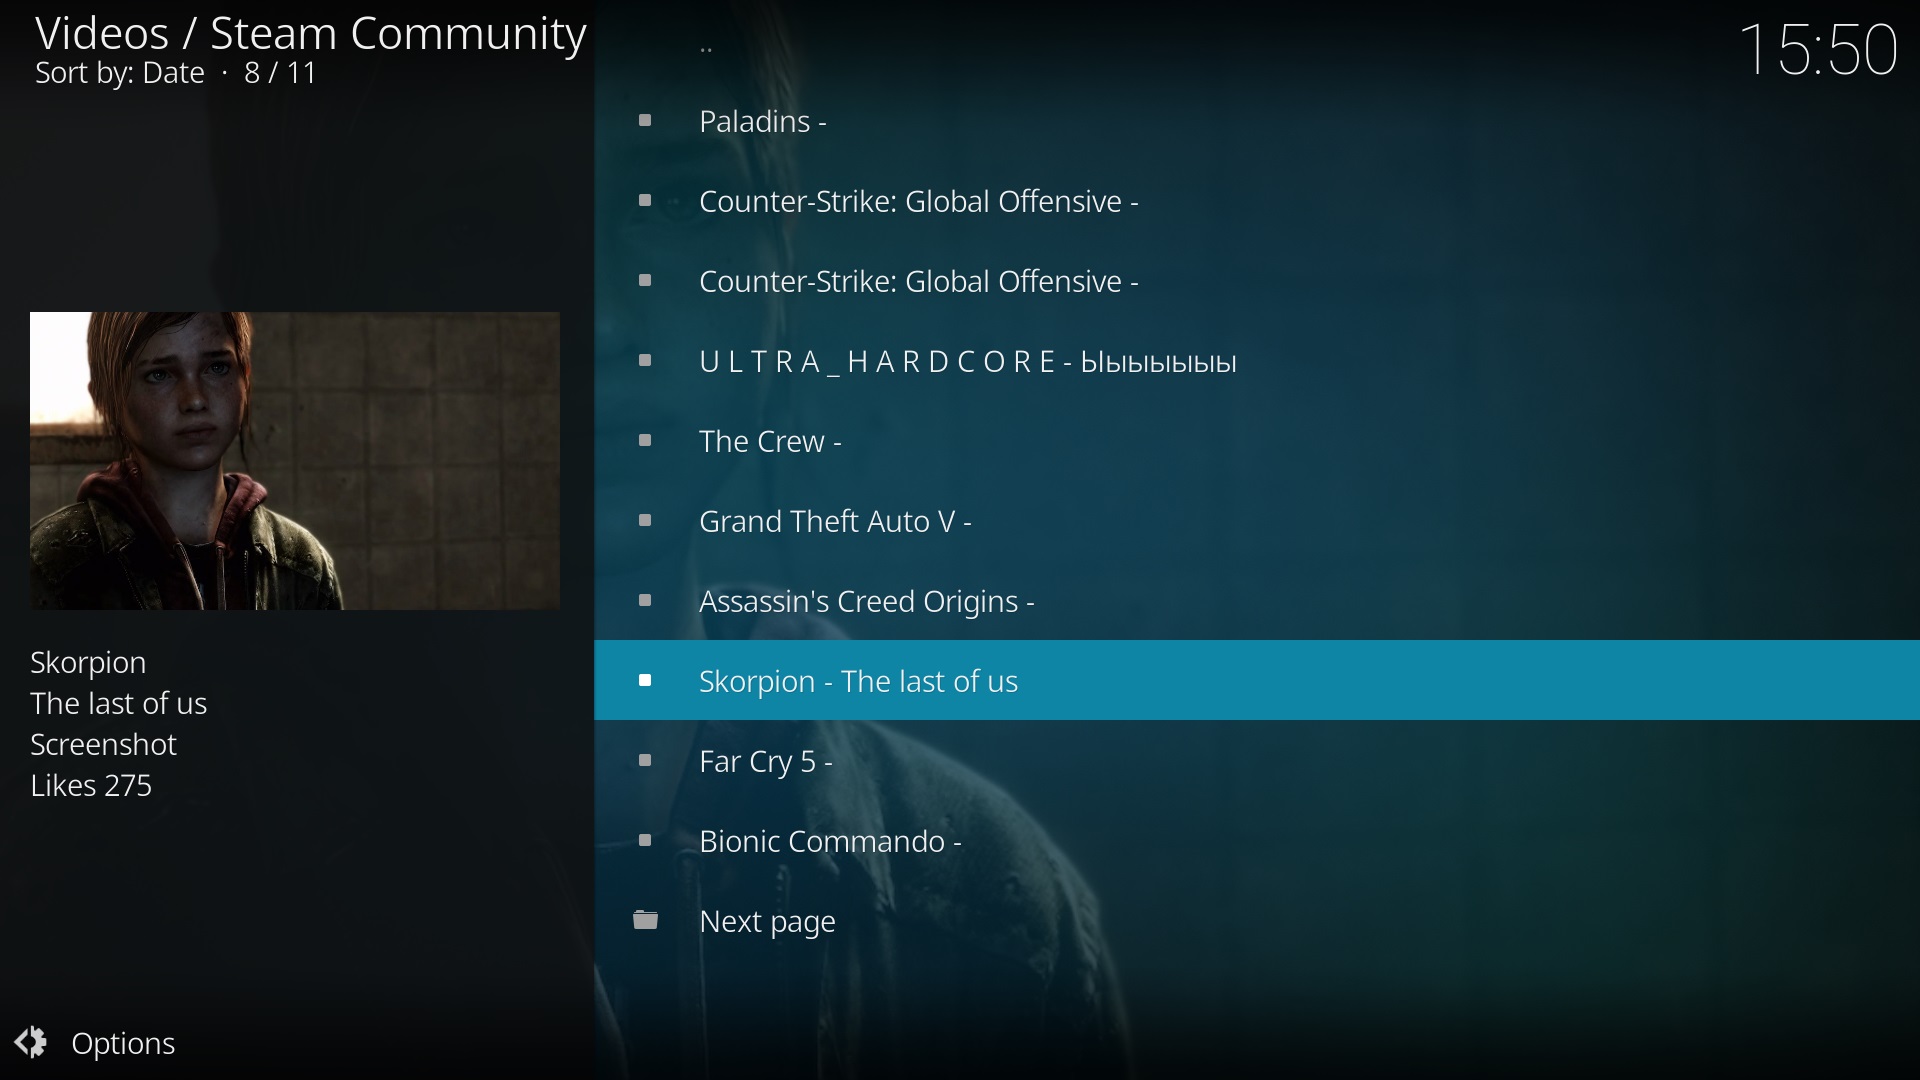 Videos / Steam Community
Sort by: Date · 8 / 11
15:50
..
Paladins -
Counter-Strike: Global Offensive -
Counter-Strike: Global Offensive -
U L T R A _ H A R D C O R E - Ыыыыыыы
The Crew -
Grand Theft Auto V -
Assassin's Creed Origins -
Skorpion - The last of us
Far Cry 5 -
Bionic Commando -
Next page
Skorpion
The last of us
Screenshot
Likes 275
Options